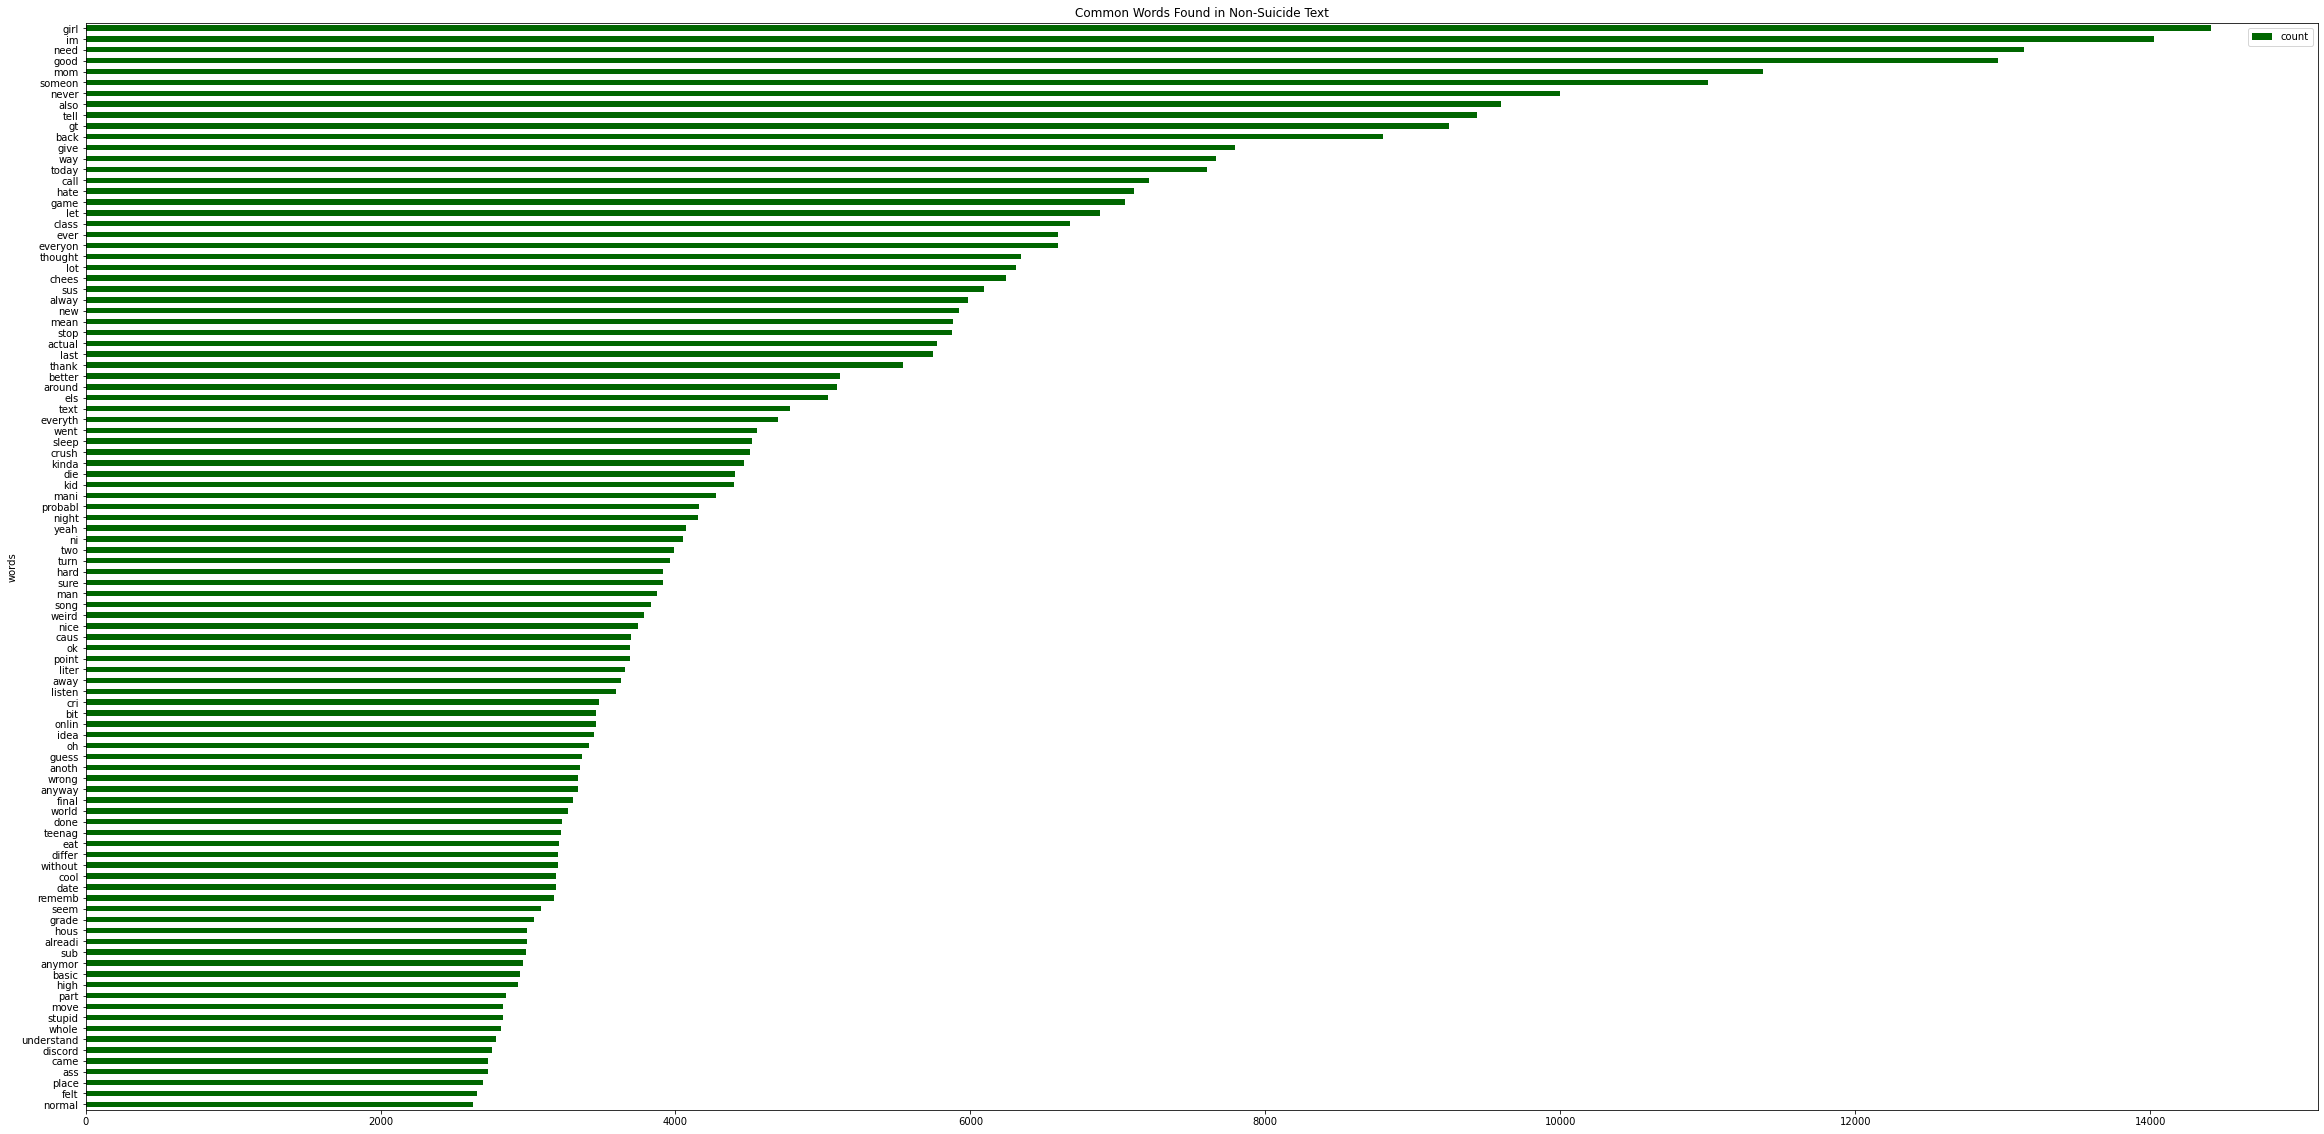 Common Words Found in Non-Suicide Text
count
words
girl
im
need
good
mom
someon
never
also
tell
gt
back
give
way
today
call
hate
game
let
class
ever
everyon
thought
lot
chees
sus
alway
new
mean
stop
actual
last
thank
better
around
els
text
everyth
went
sleep
crush
kinda
die
kid
mani
probabl
night
yeah
ni
two
turn
hard
sure
man
song
weird
nice
caus
ok
point
liter
away
listen
cri
bit
onlin
idea
oh
guess
anoth
wrong
anyway
final
world
done
teenag
eat
differ
without
cool
date
rememb
seem
grade
hous
alreadi
sub
anymor
basic
high
part
move
stupid
whole
understand
discord
came
ass
place
felt
normal
0 2000 4000 6000 8000 10000 12000 14000